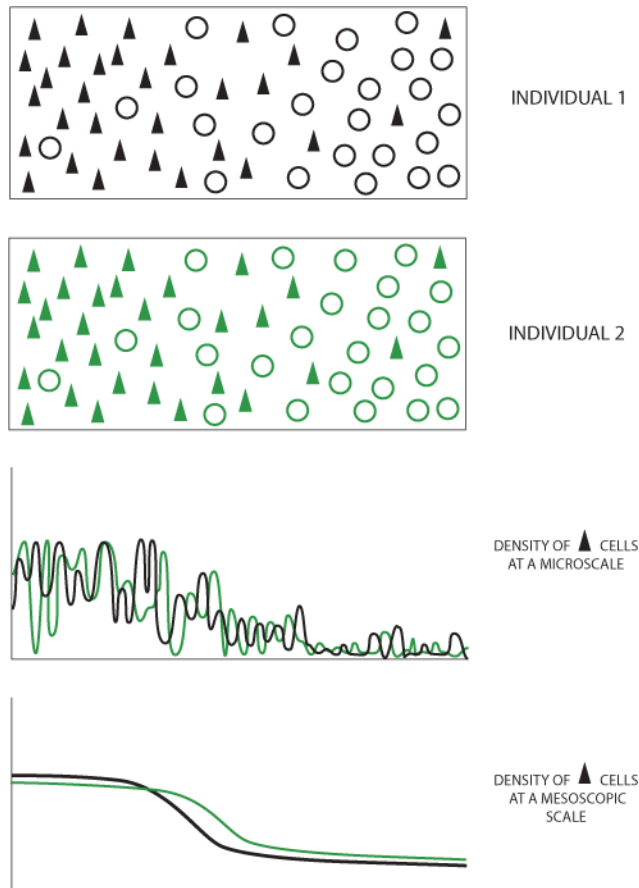 INDIVIDUAL 1
INDIVIDUAL 2
DENSITY OF ▲ CELLS
AT A MICROSCALE
DENSITY OF ▲ CELLS
AT A MESOSCOPIC
SCALE